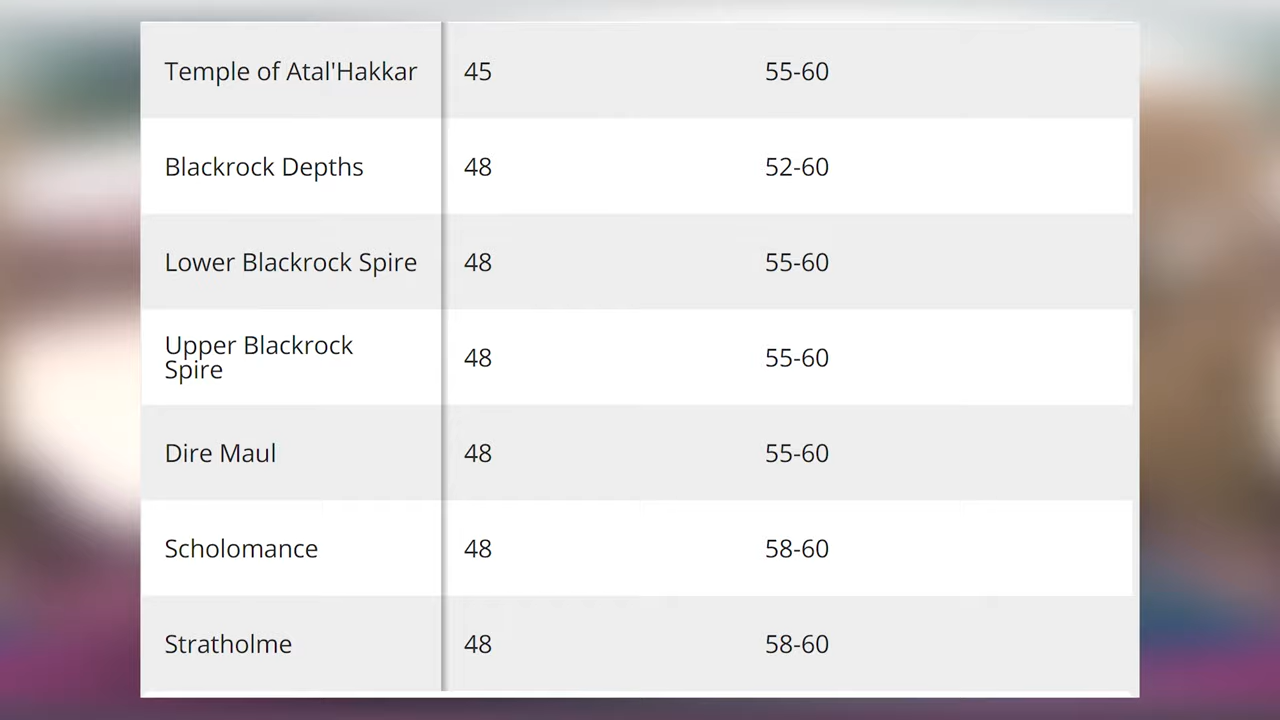 Temple of Atal'Hakkar 45 55-60
Blackrock Depths 48 52-60
Lower Blackrock Spire 48 55-60
Upper Blackrock
Spire 48 55-60
Dire Maul 48 55-60
Scholomance 48 58-60
Stratholme 48 58-60